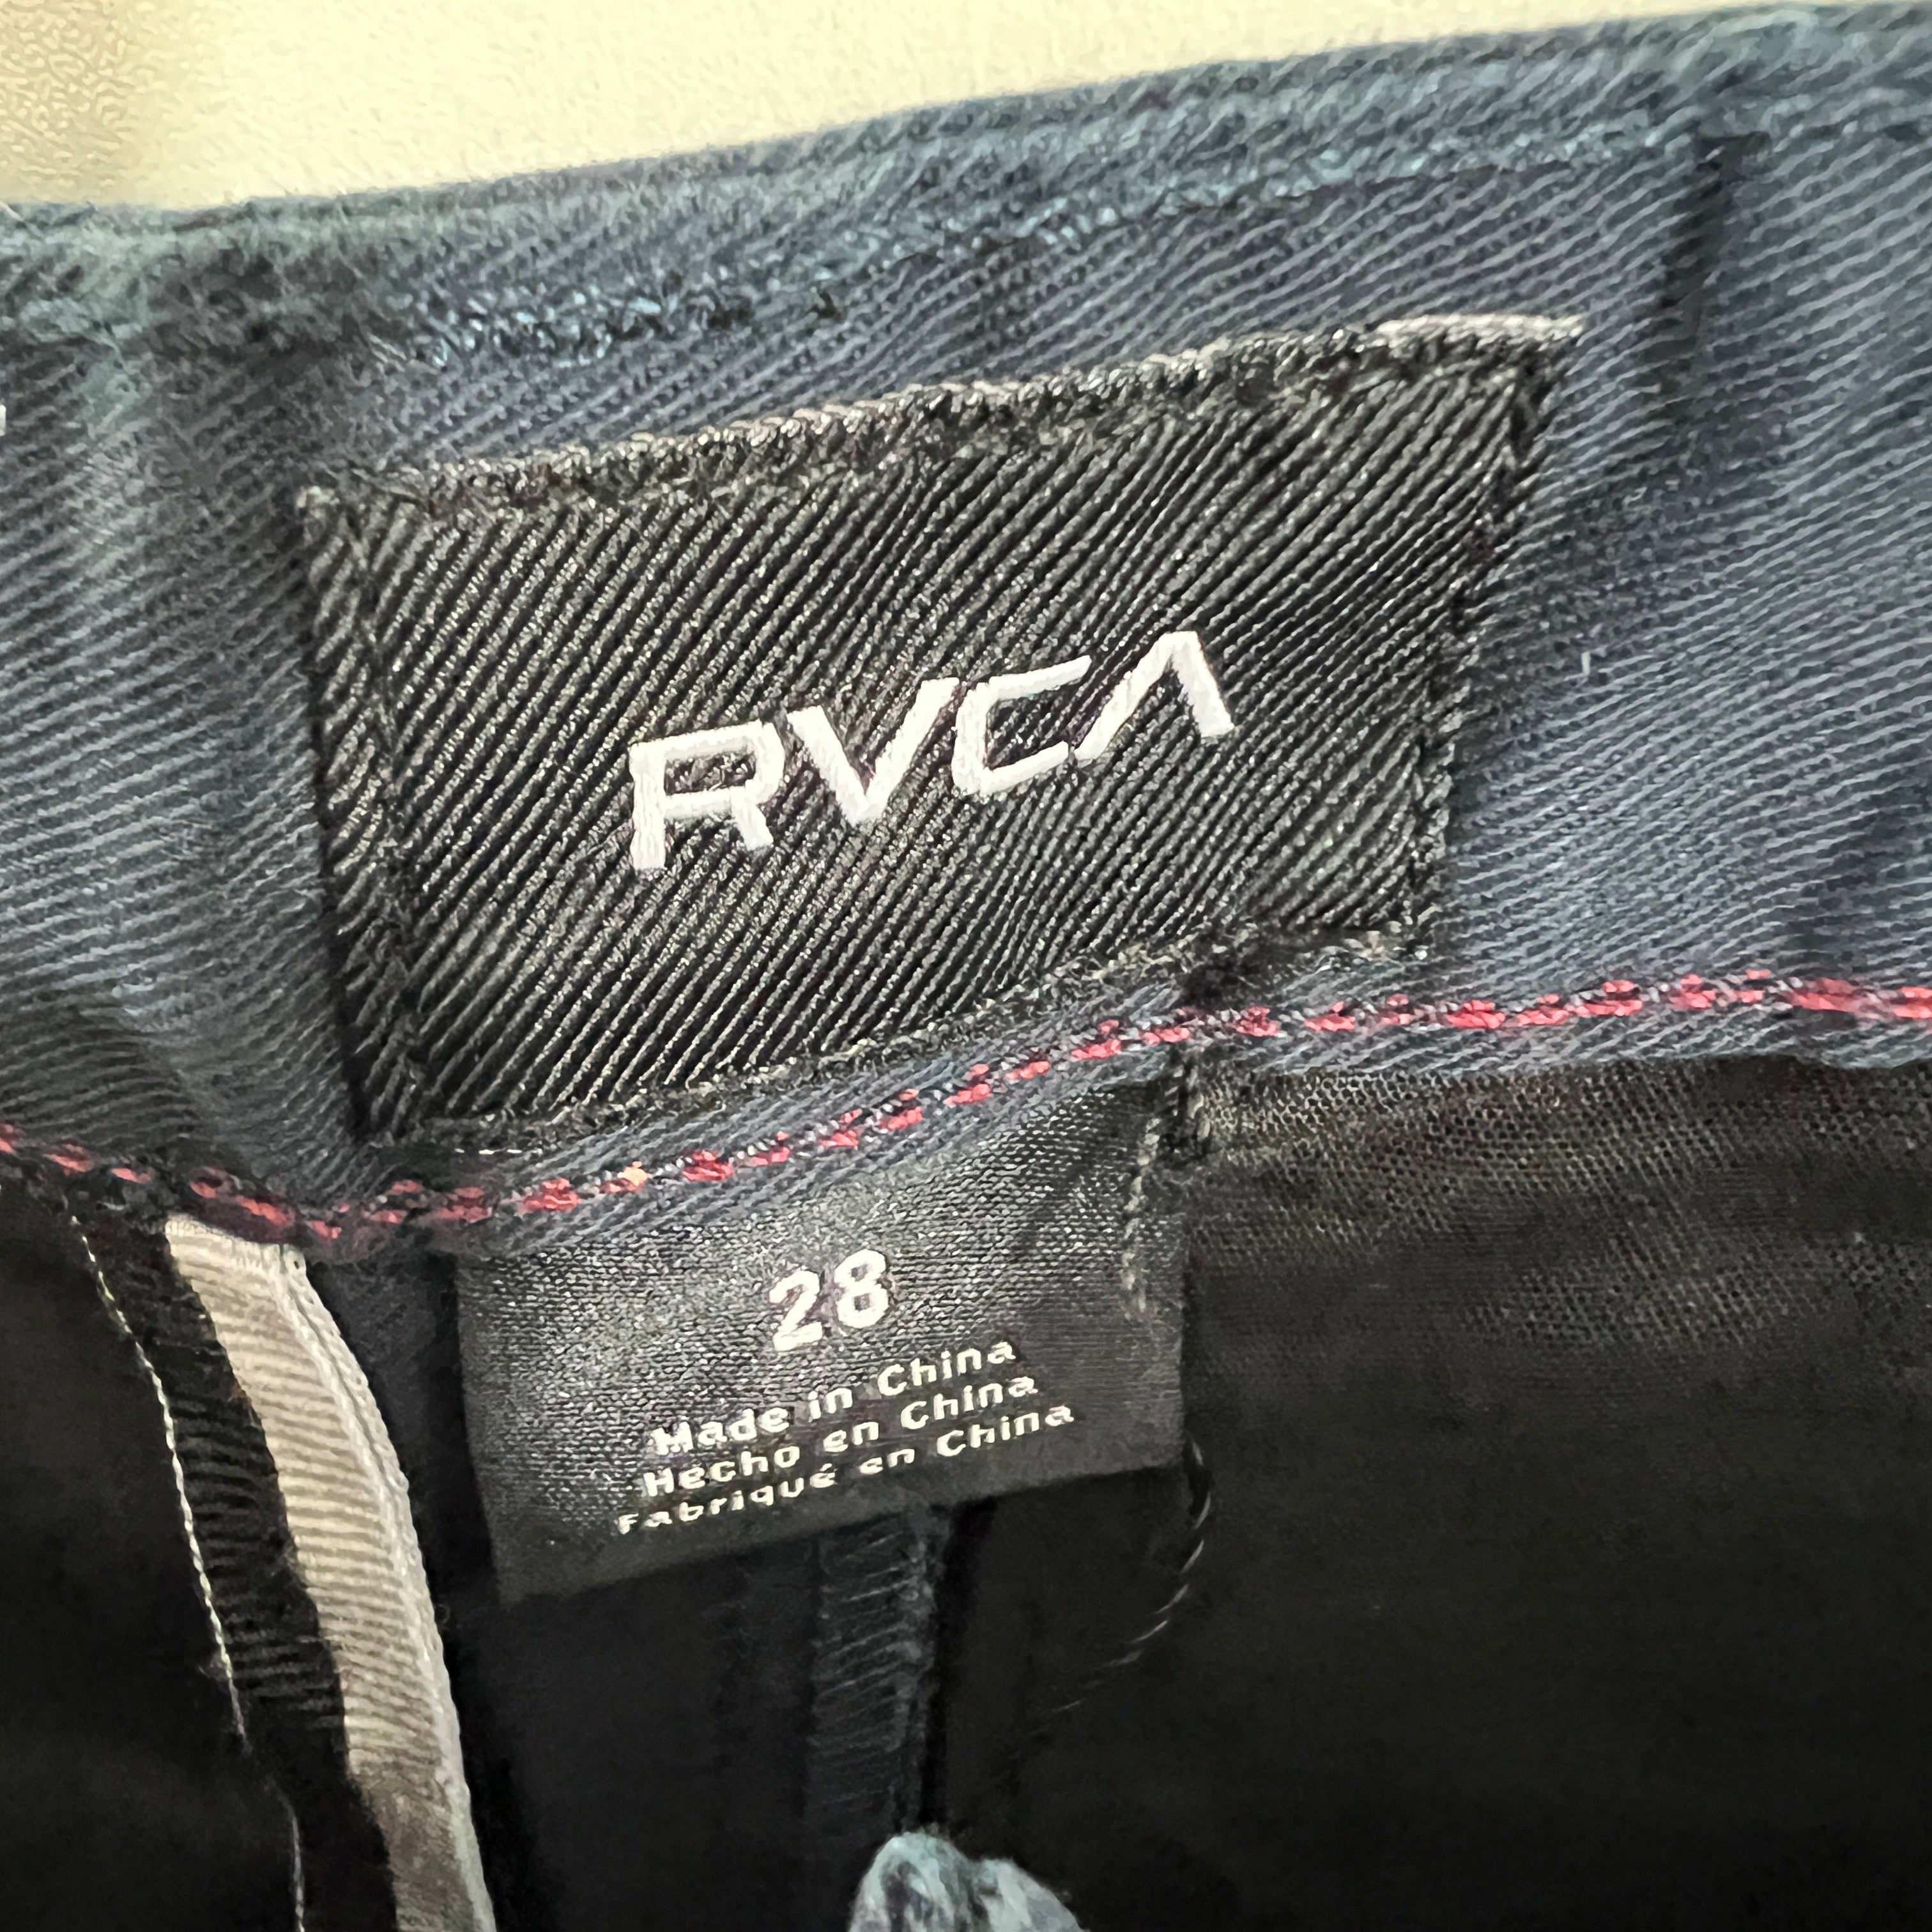 RVCA
28
Made in China
Hecho en China
Fabriqué en China